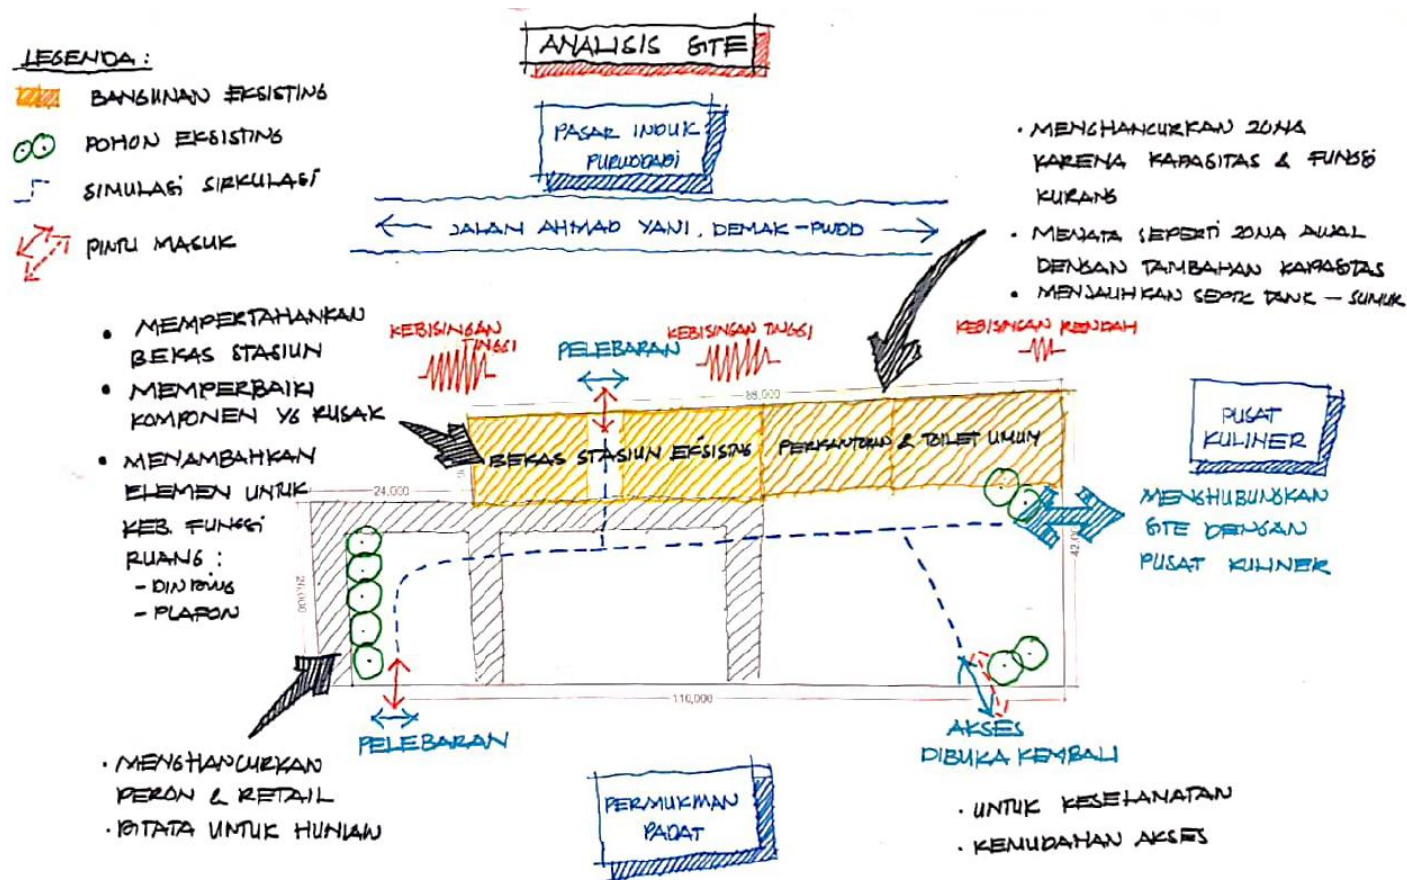 ANALISIS SITE
LEGENDA :
BANGUNAN EKSISTING
POHON EKSISTING
SIMULASI SIRKULASI
PINTU MASUK
PASAR INDUK
PURWODADI
JALAN AHMAD YANI, DEMAK-PWDD
• MENGHANCURKAN ZONA
KARENA KAPASITAS & FUNGSI
KURANG
• MENATA SEPERTI ZONA AWAL
DENGAN TAMBAHAN KAPASITAS
• MENJAUHKAN SEPTIC TANK - SUMUR
• MEMPERTAHANKAN
BEKAS STASIUN
• MEMPERBAIKI
KOMPONEN YG RUSAK
• MENAMBAHKAN
ELEMEN UNTUK
KEB. FUNGSI
RUANG :
- DINDING
- PLAFON
KEBISINGAN
TINGGI
PELEBARAN
KEBISINGAN TINGGI
KEBISINGAN RENDAH
88,000
BEKAS STASIUN EKSISTING
PERKANTORAN & TOILET UMUM
PUSAT
KULINER
MENGHUBUNGKAN
SITE DENGAN
PUSAT KULINER
24,000
42,000
110,000
PELEBARAN
AKSES
DIBUKA KEMBALI
• UNTUK KESELAMATAN
• KEMUDAHAN AKSES
• MENGHANCURKAN
PERON & RETAIL
• DITATA UNTUK HUNIAN
PERMUKMAN
PADAT